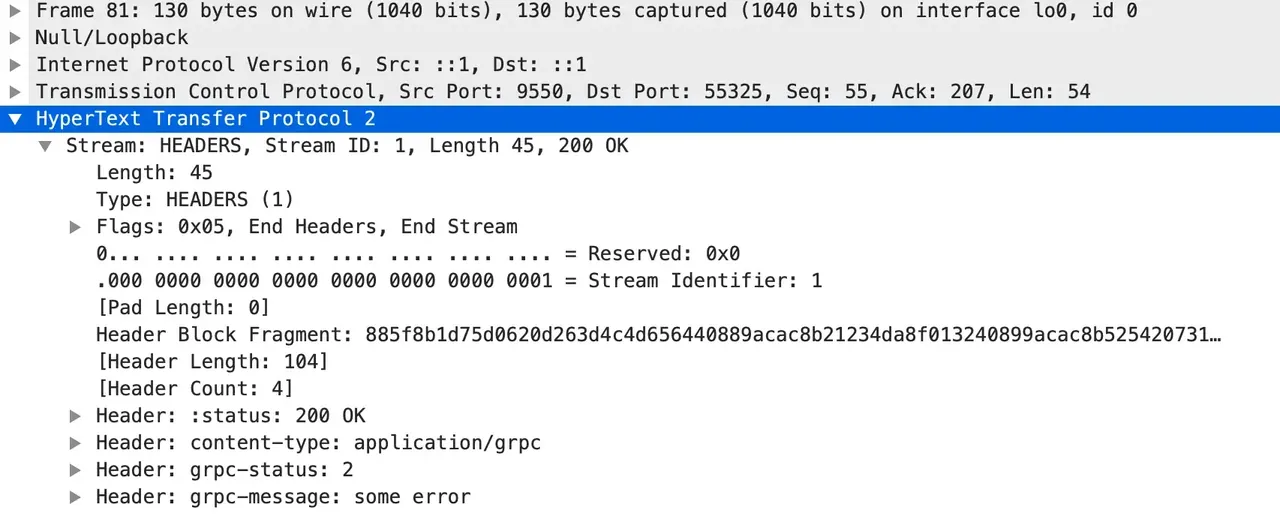 Frame 81: 130 bytes on wire (1040 bits), 130 bytes captured (1040 bits) on interface lo0, id 0
Null/Loopback
Internet Protocol Version 6, Src: ::1, Dst: ::1
Transmission Control Protocol, Src Port: 9550, Dst Port: 55325, Seq: 55, Ack: 207, Len: 54
HyperText Transfer Protocol 2
Stream: HEADERS, Stream ID: 1, Length 45, 200 OK
Length: 45
Type: HEADERS (1)
Flags: 0x05, End Headers, End Stream
0... .... .... .... .... .... .... .... = Reserved: 0x0
.000 0000 0000 0000 0000 0000 0000 0001 = Stream Identifier: 1
[Pad Length: 0]
Header Block Fragment: 885f8b1d75d0620d263d4c4d656440889acac8b21234da8f013240899acac8b525420731…
[Header Length: 104]
[Header Count: 4]
Header: :status: 200 OK
Header: content-type: application/grpc
Header: grpc-status: 2
Header: grpc-message: some error